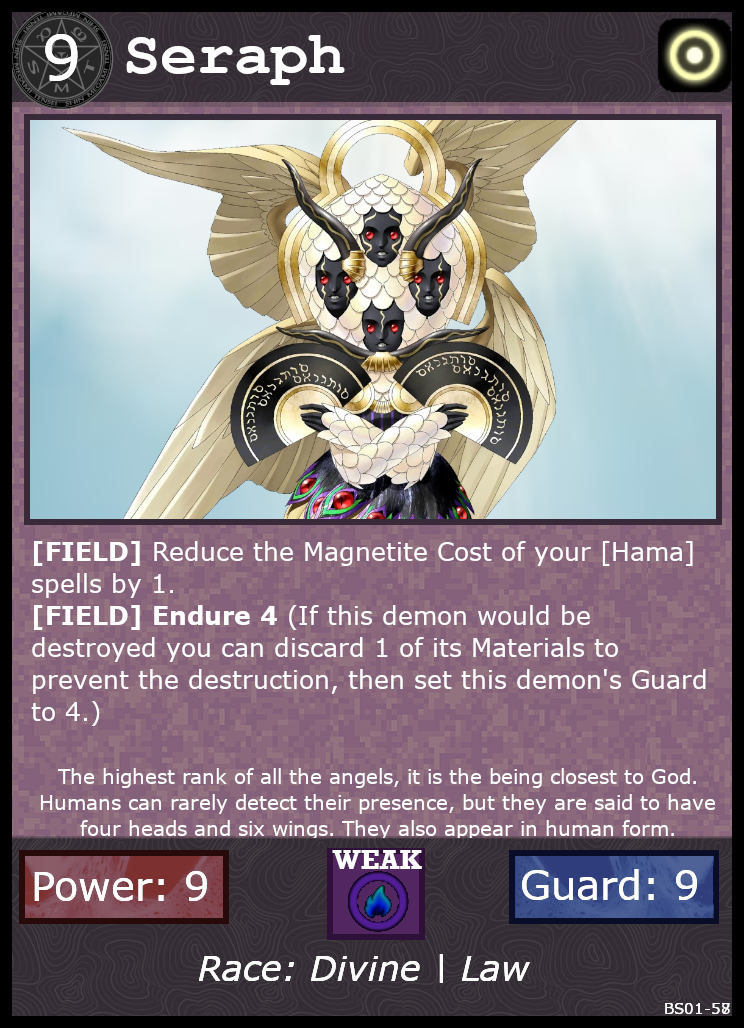 9 Seraph
[FIELD] Reduce the Magnetite Cost of your [Hama]
spells by 1.
[FIELD] Endure 4 (If this demon would be
destroyed you can discard 1 of its Materials to
prevent the destruction, then set this demon's Guard
to 4.)
The highest rank of all the angels, it is the being closest to God.
Humans can rarely detect their presence, but they are said to have
four heads and six wings. They also appear in human form.
WEAK
Power: 9
Guard: 9
Race: Divine | Law